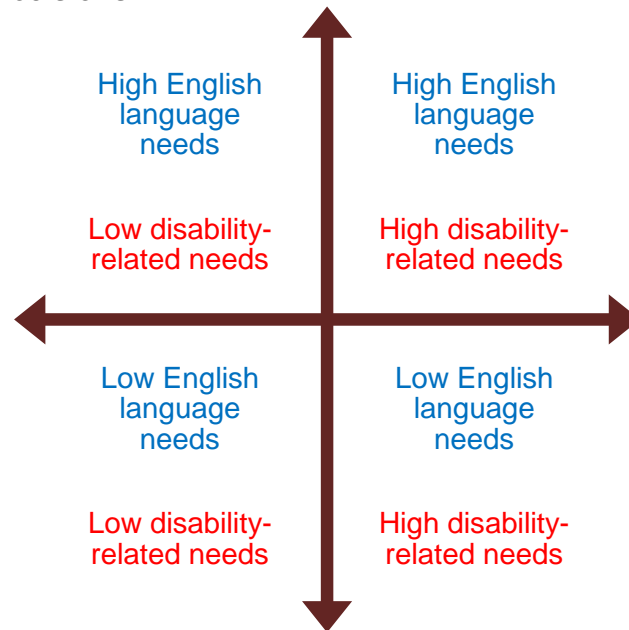 High English
language
needs
Low disability-
related needs
High English
language
needs
High disability-
related needs
Low English
language
needs
Low disability-
related needs
Low English
language
needs
High disability-
related needs